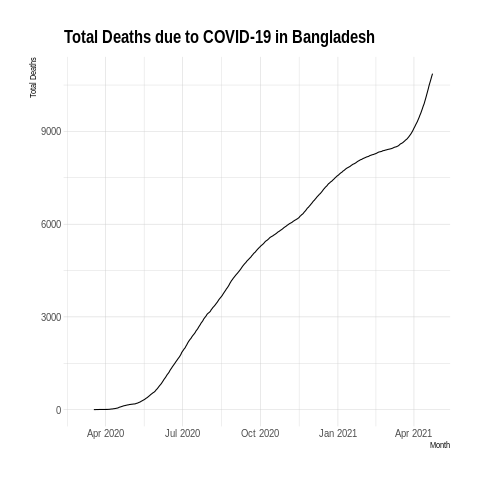 Total Deaths due to COVID-19 in Bangladesh
Total Deaths
9000
6000
3000
0
Apr 2020 Jul 2020 Oct 2020 Jan 2021 Apr 2021
Month